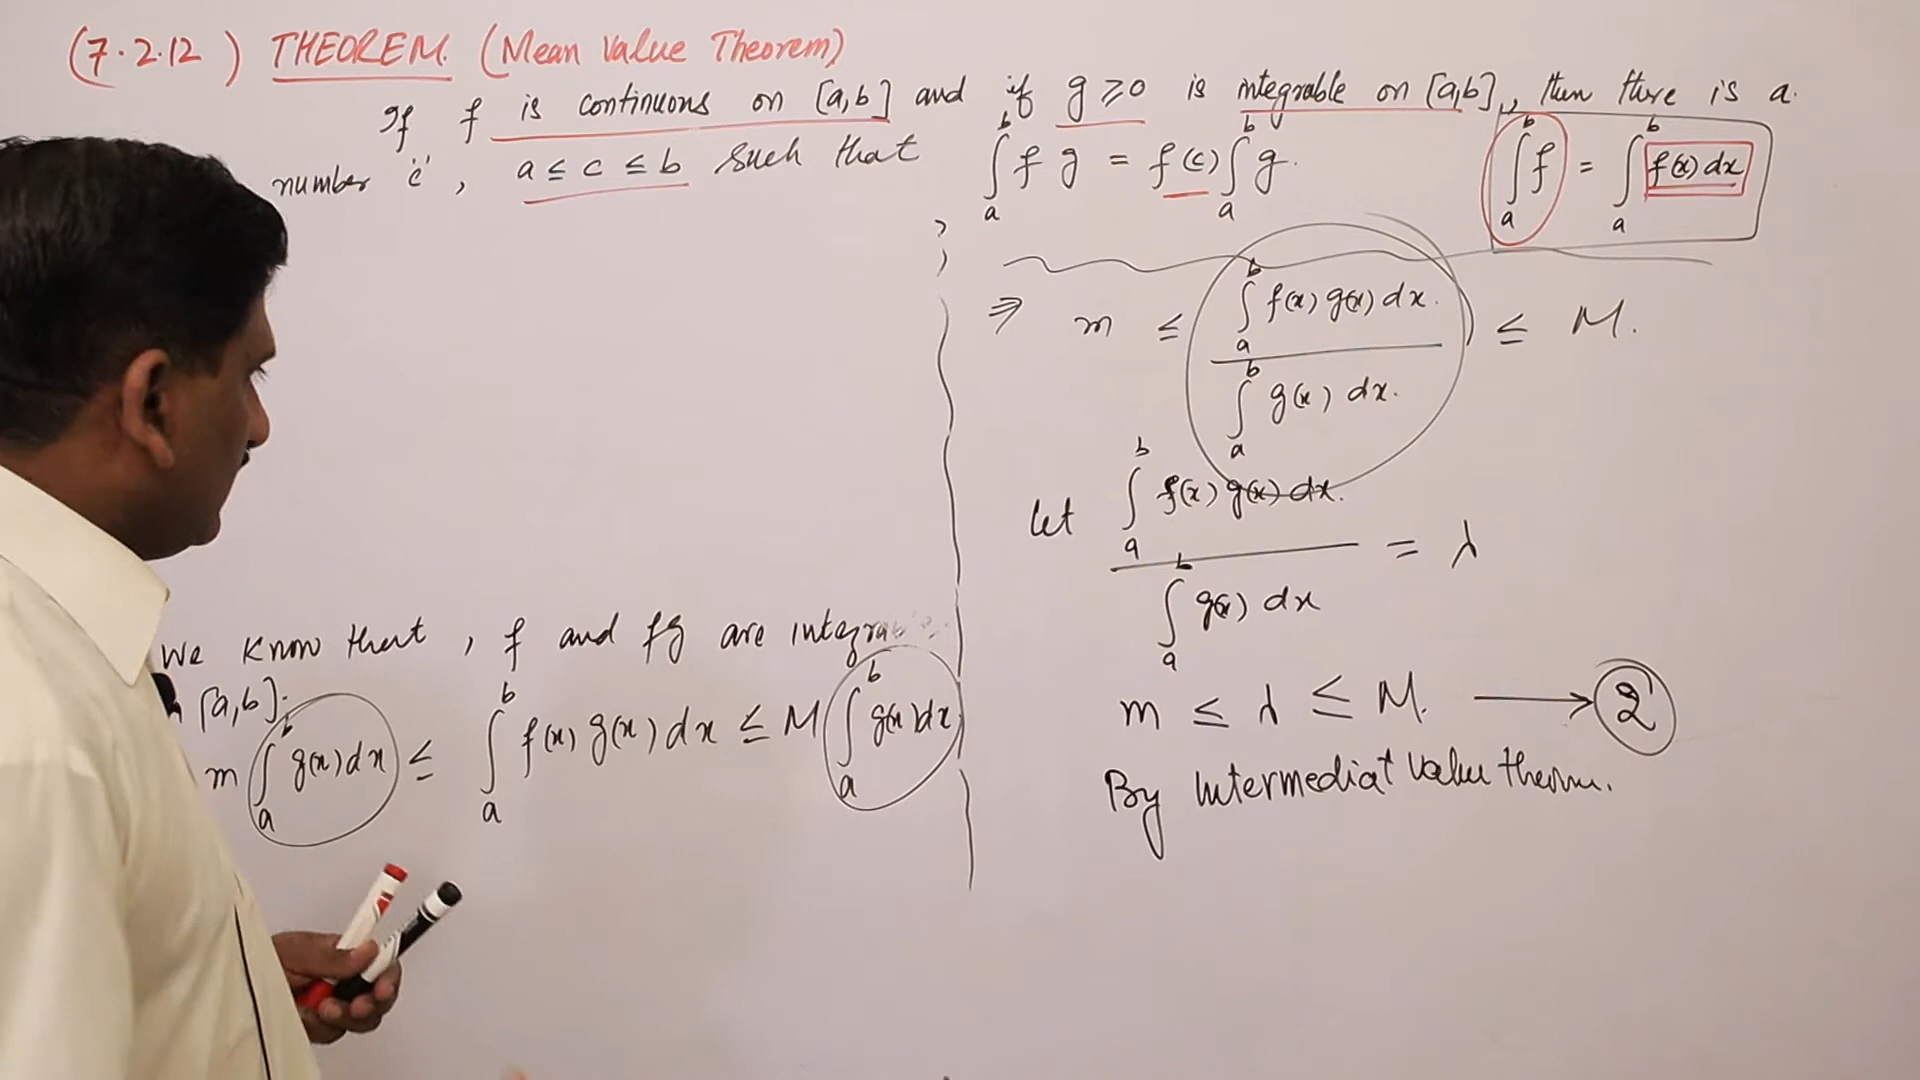 (7.2.12) THEOREM. (Mean Value Theorem)
If f is continuous on [a,b] and if g ≥ 0 is integrable on [a,b], then there is a
number 'c', a ≤ c ≤ b such that ∫_a^b f g = f(c) ∫_a^b g.
∫_a^b f = ∫_a^b f(x) dx
We know that, f and fg are integra
[a,b].
m ∫_a^b g(x) dx ≤ ∫_a^b f(x) g(x) dx ≤ M ∫_a^b g(x) dx
⇒ m ≤ ∫_a^b f(x) g(x) dx. / ∫_a^b g(x) dx. ≤ M.
let ∫_a^b f(x) g(x) dx. / ∫_a^b g(x) dx = λ
m ≤ λ ≤ M. ⟶ 2
By Intermediat Value theorm.